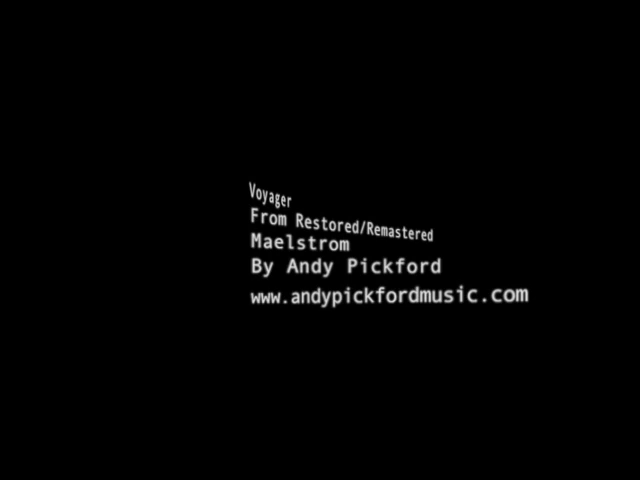 Voyager
From Restored/Remastered
Maelstrom
By Andy Pickford
www.andypickfordmusic.com